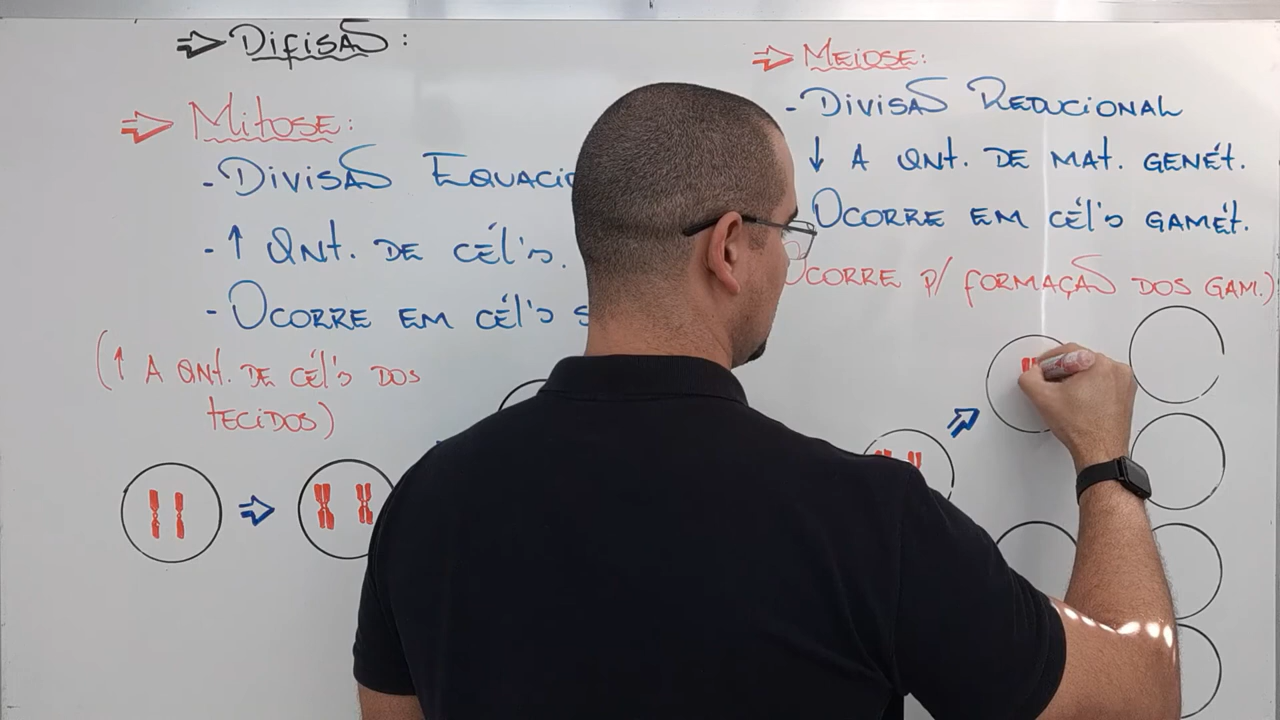 ⇒ Difisão:
⇒ Mitose:
- Divisão
- ↑ Qnt. de cél's.
- Ocorre em cél's
(↑ A Qnt. de cél's dos
tecidos)
⇒ Meiose:
- Divisão Reducional
↓ A Qnt. de mat. genét.
Ocorre em cél's gamét.
Ocorre p/ formação dos gam.)